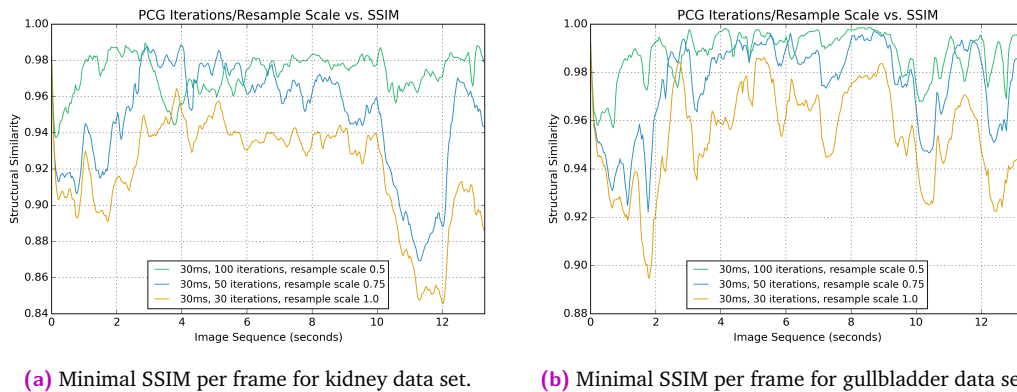 PCG Iterations/Resample Scale vs. SSIM
1.00
0.98
0.96
0.94
0.92
0.90
0.88
0.86
0.84
Structural Similarity
30ms, 100 iterations, resample scale 0.5
30ms, 50 iterations, resample scale 0.75
30ms, 30 iterations, resample scale 1.0
0 2 4 6 8 10 12
Image Sequence (seconds)
(a) Minimal SSIM per frame for kidney data set.
PCG Iterations/Resample Scale vs. SSIM
1.00
0.98
0.96
0.94
0.92
0.90
0.88
Structural Similarity
30ms, 100 iterations, resample scale 0.5
30ms, 50 iterations, resample scale 0.75
30ms, 30 iterations, resample scale 1.0
0 2 4 6 8 10 12
Image Sequence (seconds)
(b) Minimal SSIM per frame for gullbladder data se